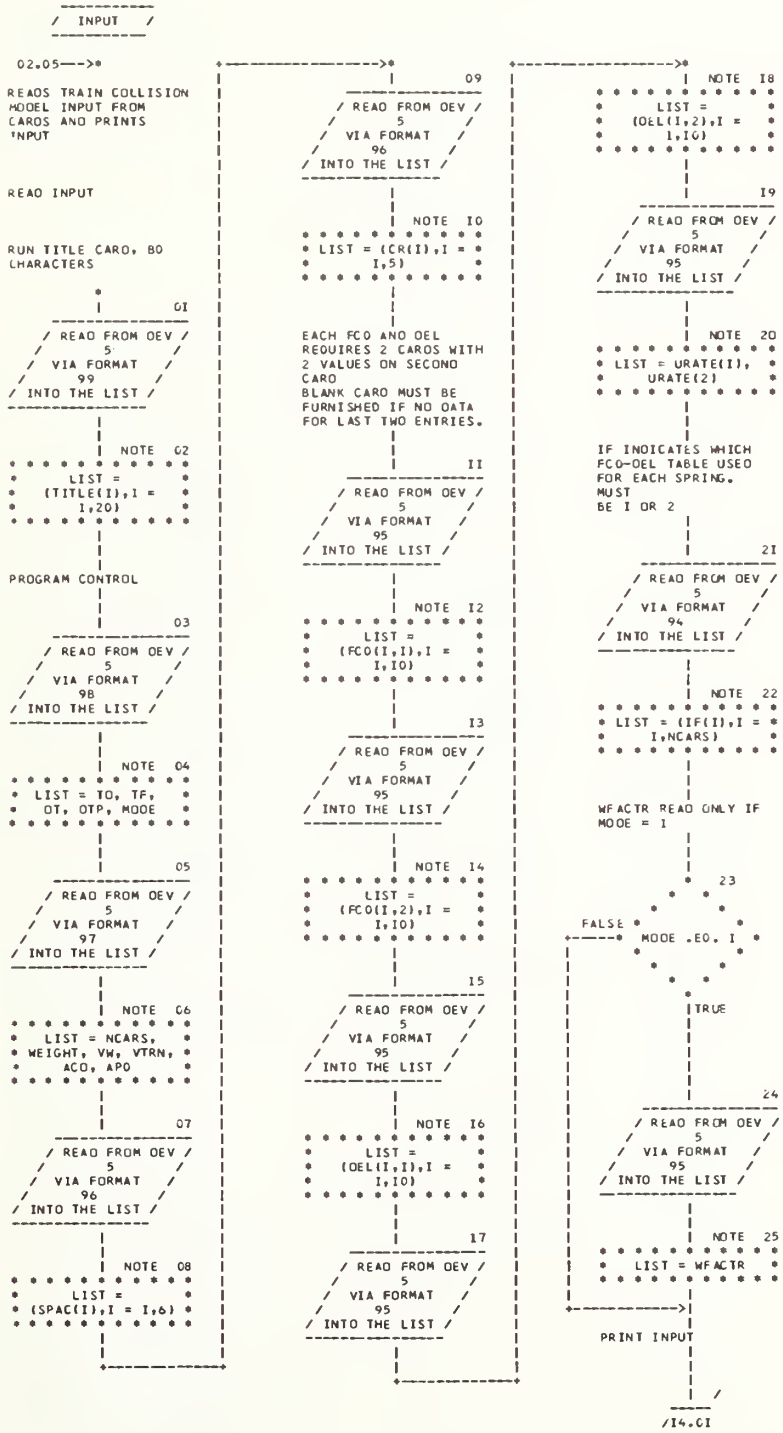 / INPUT /
02.05--->*
READS TRAIN COLLISION
MODEL INPUT FROM
CARDS AND PRINTS
INPUT
READ INPUT
RUN TITLE CARD, 80
CHARACTERS
01
/ READ FROM DEV /
5
VIA FORMAT
99
/ INTO THE LIST /
NOTE 02
LIST =
(TITLE(I),I =
1,20)
PROGRAM CONTROL
03
/ READ FROM DEV /
5
VIA FORMAT
98
/ INTO THE LIST /
NOTE 04
LIST = TO, TF,
DT, DTP, MODE
05
/ READ FROM DEV /
5
VIA FORMAT
97
/ INTO THE LIST /
NOTE 06
LIST = NCARS,
WEIGHT, VW, VTRN,
ACO, APO
07
/ READ FROM DEV /
5
VIA FORMAT
96
/ INTO THE LIST /
NOTE 08
LIST =
(SPAC(I),I = 1,6)
09
/ READ FROM DEV /
5
VIA FORMAT
96
/ INTO THE LIST /
NOTE 10
LIST = (CR(I),I =
1,5)
EACH FCD AND DEL
REQUIRES 2 CARDS WITH
2 VALUES ON SECOND
CARD
BLANK CARD MUST BE
FURNISHED IF NO DATA
FOR LAST TWO ENTRIES.
11
/ READ FROM DEV /
5
VIA FORMAT
95
/ INTO THE LIST /
NOTE 12
LIST =
(FCD(I,1),I =
1,10)
13
/ READ FROM DEV /
5
VIA FORMAT
95
/ INTO THE LIST /
NOTE 14
LIST =
(FCD(I,2),I =
1,10)
15
/ READ FROM DEV /
5
VIA FORMAT
95
/ INTO THE LIST /
NOTE 16
LIST =
(DEL(I,1),I =
1,10)
17
/ READ FROM DEV /
5
VIA FORMAT
95
/ INTO THE LIST /
NOTE 18
LIST =
(DEL(I,2),I =
1,10)
19
/ READ FROM DEV /
5
VIA FORMAT
95
/ INTO THE LIST /
NOTE 20
LIST = URATE(1),
URATE(2)
IF INDICATES WHICH
FCD-DEL TABLE USED
FOR EACH SPRING.
MUST
BE 1 OR 2
21
/ READ FROM DEV /
5
VIA FORMAT
94
/ INTO THE LIST /
NOTE 22
LIST = (IF(I),I =
1,NCARS)
WFACTR READ ONLY IF
MODE = 1
23
FALSE
MODE .EQ. 1
TRUE
24
/ READ FROM DEV /
5
VIA FORMAT
95
/ INTO THE LIST /
NOTE 25
LIST = WFACTR
PRINT INPUT
/14.01